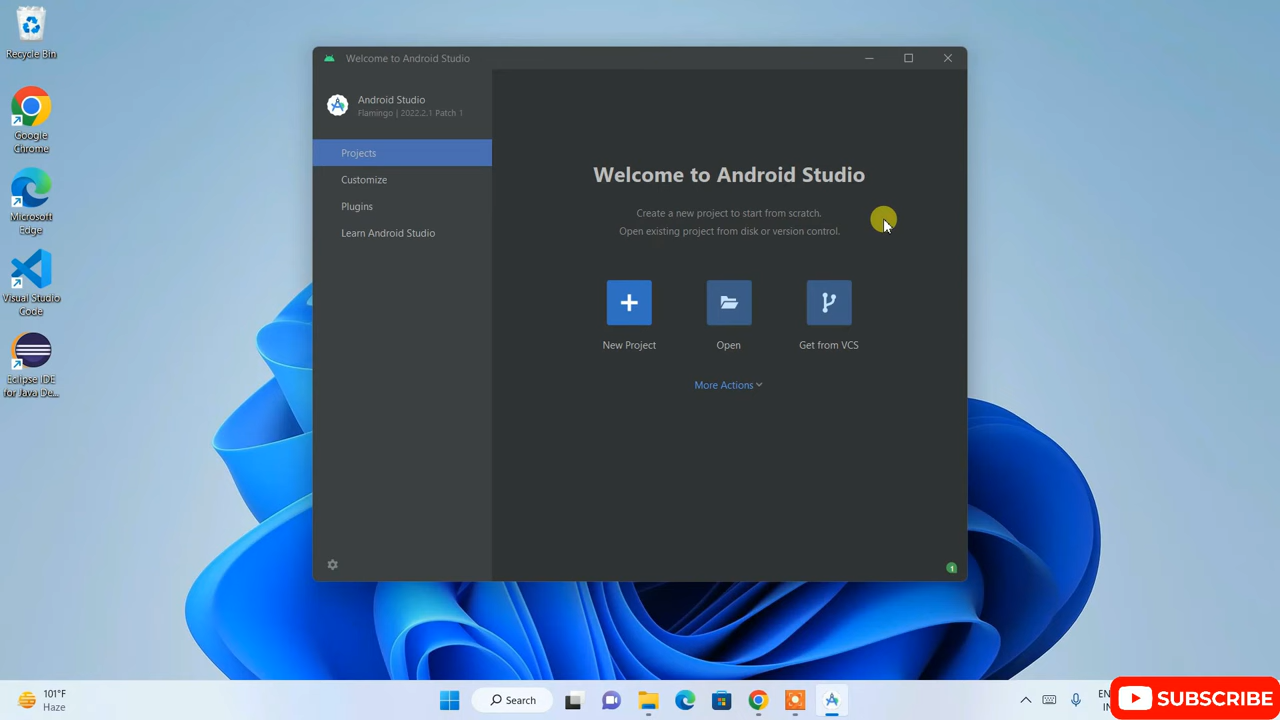 Recycle Bin
Google
Chrome
Microsoft
Edge
Visual Studio
Code
Eclipse IDE
for Java De...
Welcome to Android Studio
Android Studio
Flamingo | 2022.2.1 Patch 1
Projects
Customize
Plugins
Learn Android Studio
Welcome to Android Studio
Create a new project to start from scratch.
Open existing project from disk or version control.
New Project
Open
Get from VCS
More Actions
1
101°F
Haze
Search
EN
IN
SUBSCRIBE